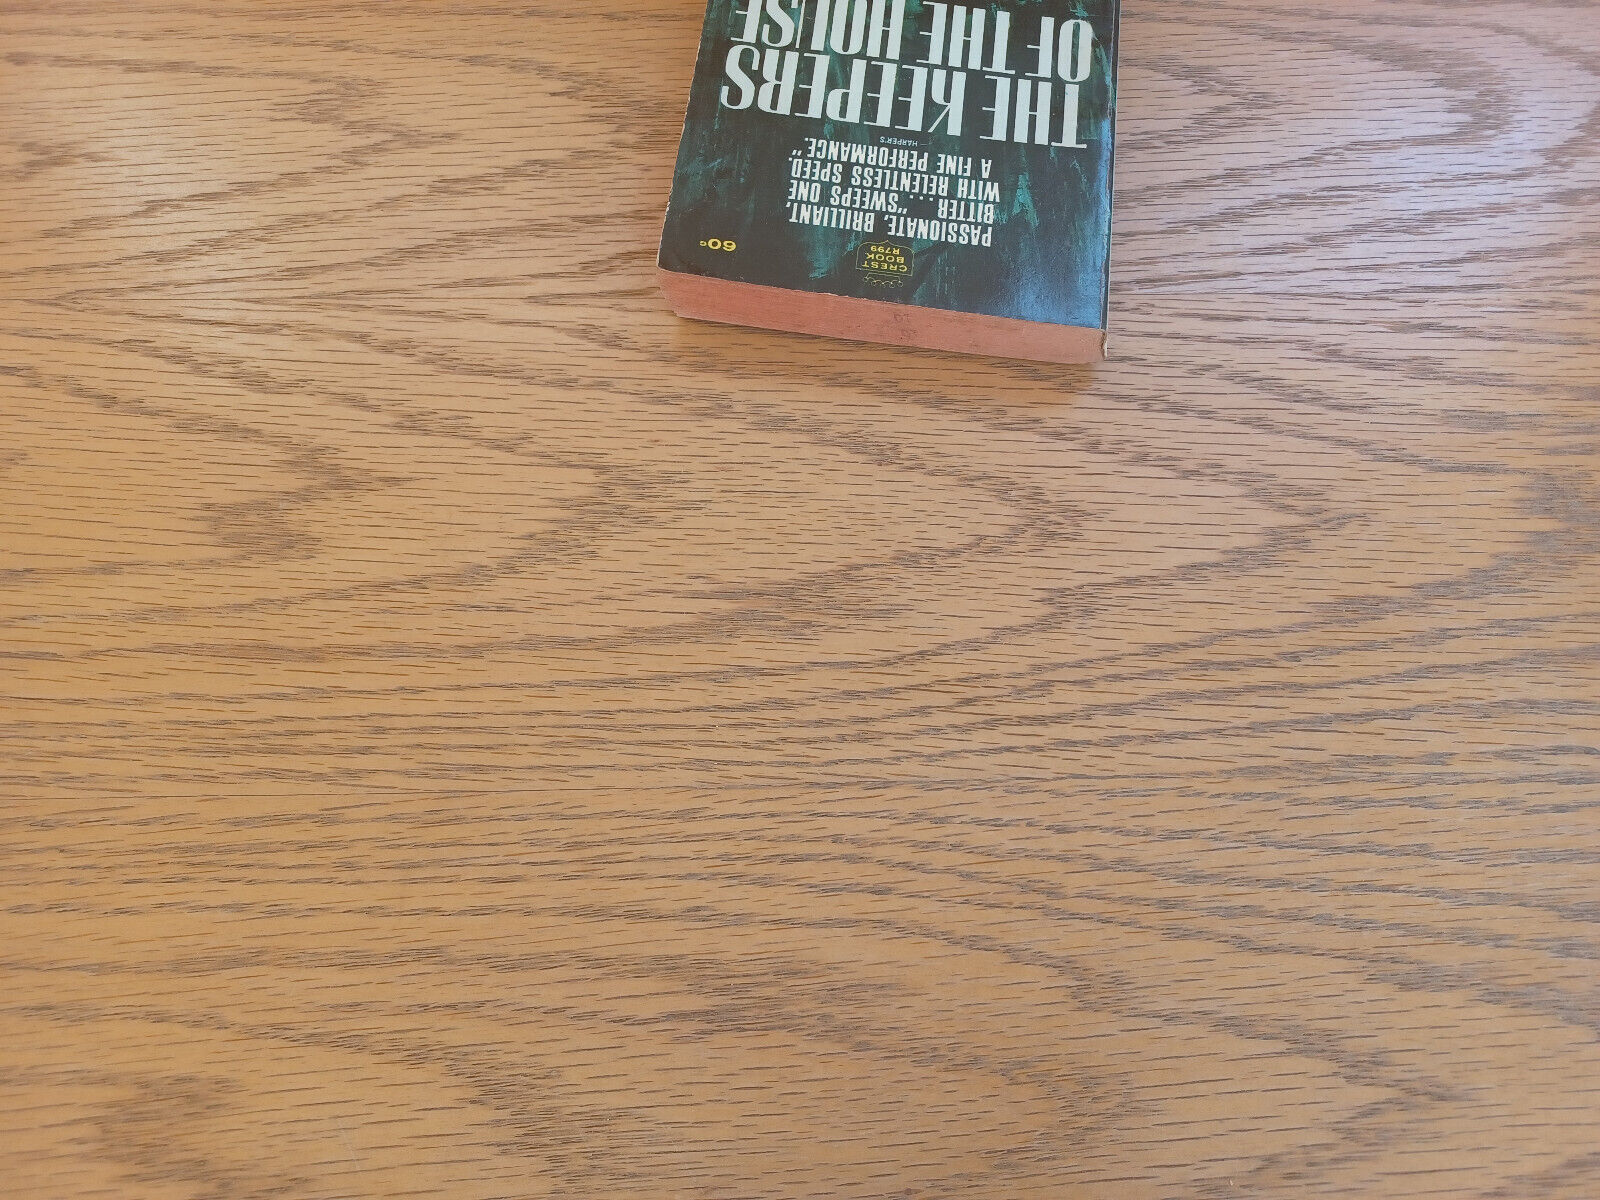 60c
CREST
BOOK
R799
PASSIONATE, BRILLIANT,
BITTER ... "SWEEPS ONE
WITH RELENTLESS SPEED.
A FINE PERFORMANCE."
—HARPER'S
THE KEEPERS
OF THE HOUSE